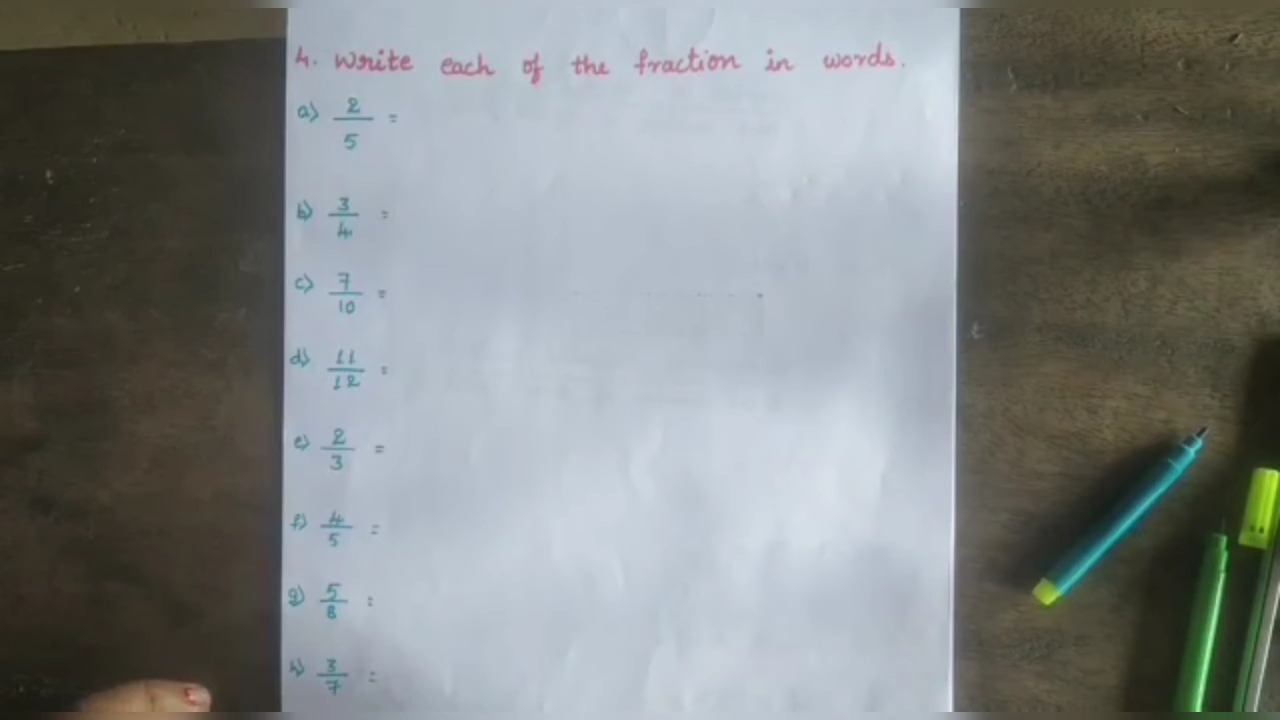 4. Write each of the fraction in words.
a) 2/5 =
b) 3/4 =
c) 7/10 =
d) 11/12 =
e) 2/3 =
f) 4/5 =
g) 5/8 =
h) 3/7 =